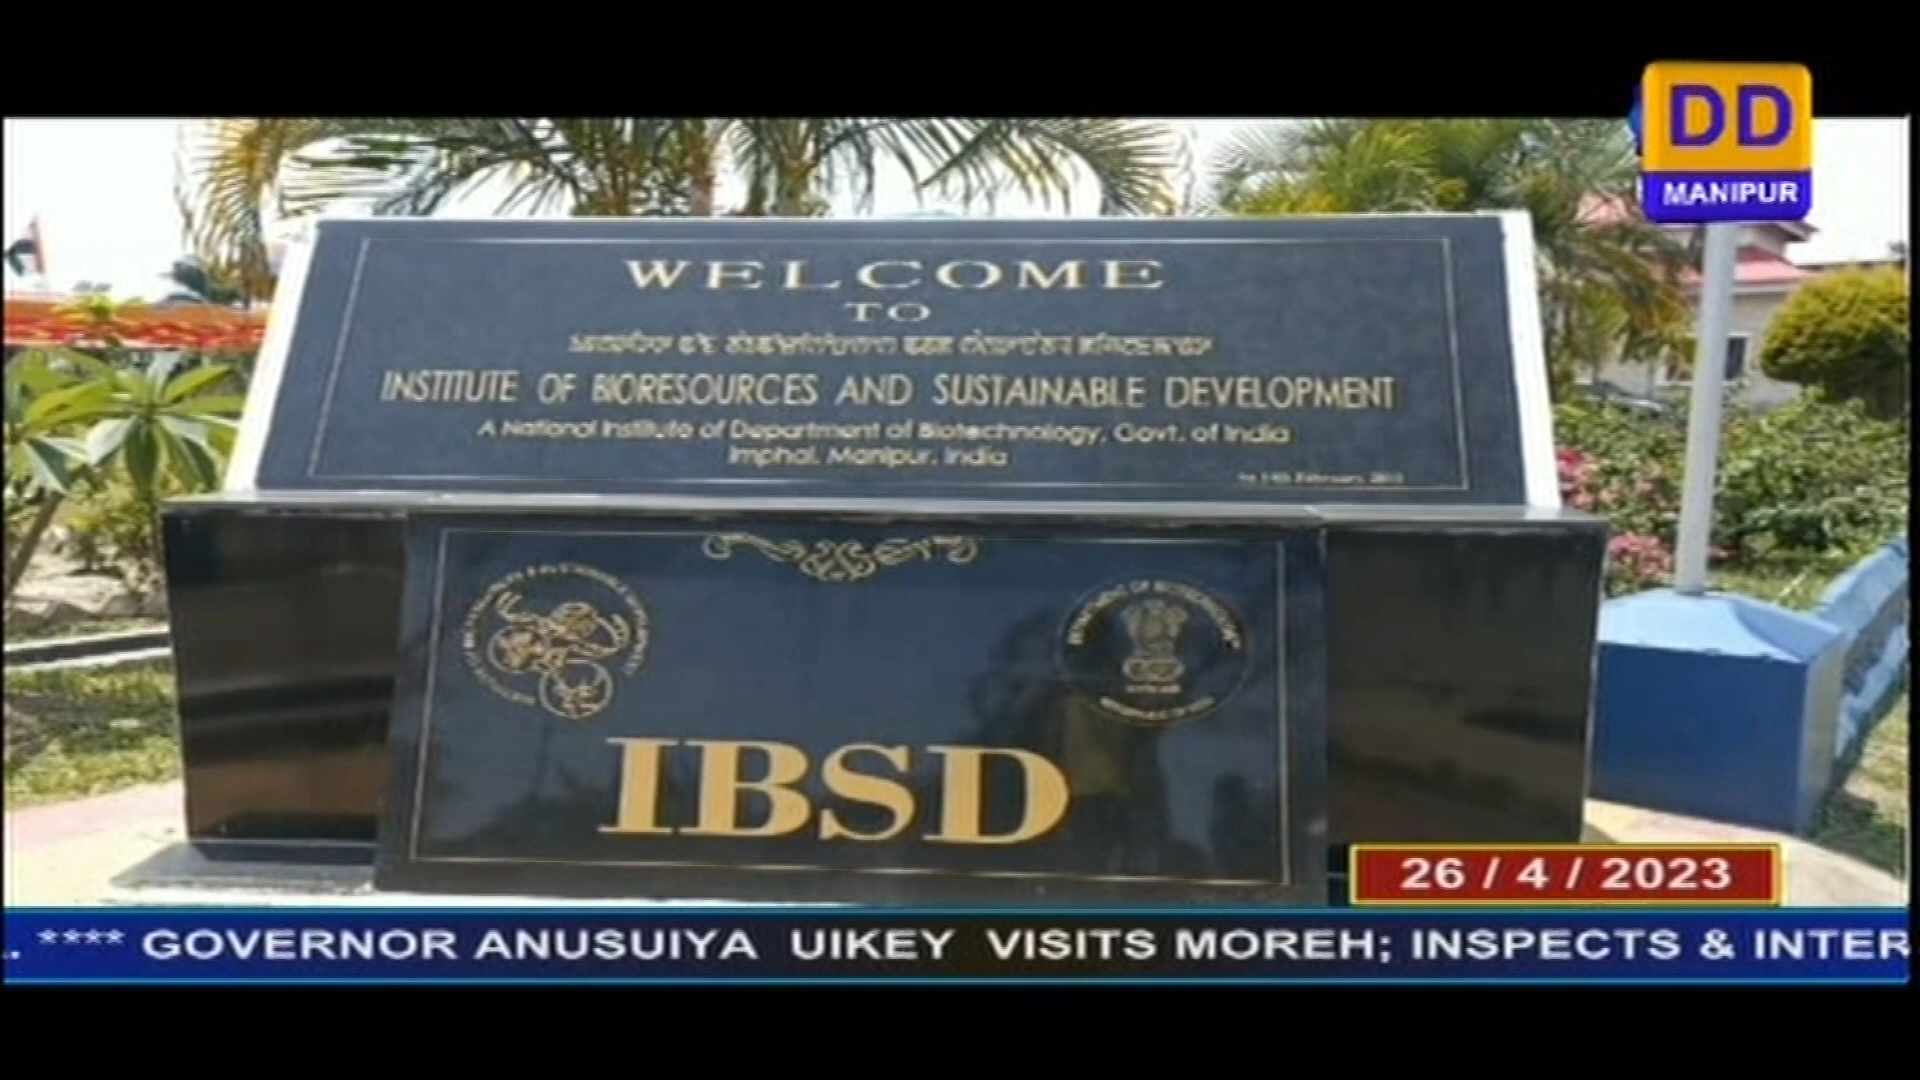 DD
MANIPUR
WELCOME
TO
INSTITUTE OF BIORESOURCES AND SUSTAINABLE DEVELOPMENT
A National Institute of Department of Biotechnology, Govt. of India
Imphal, Manipur, India
IBSD
26 / 4 / 2023
. **** GOVERNOR ANUSUIYA UIKEY VISITS MOREH; INSPECTS & INTER